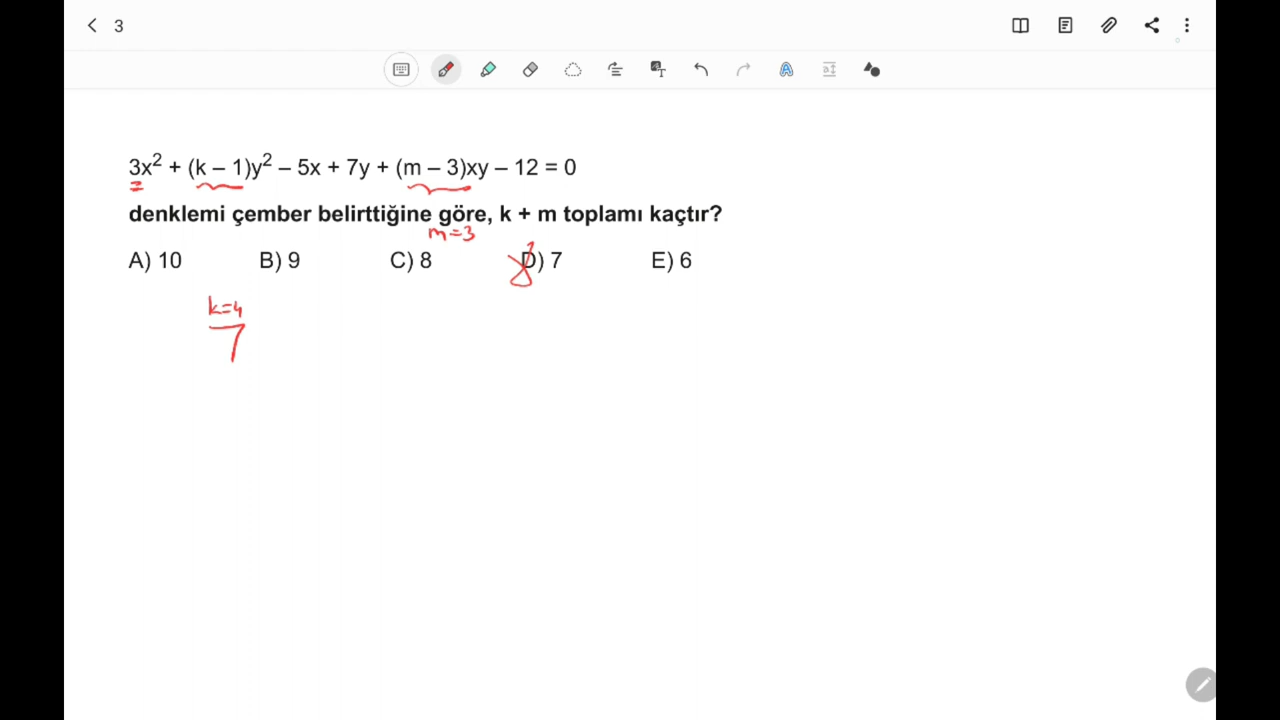 3
3x² + (k – 1)y² – 5x + 7y + (m – 3)xy – 12 = 0
denklemi çember belirttiğine göre, k + m toplamı kaçtır?
m=3
A) 10 B) 9 C) 8 D) 7 E) 6
k=4
7